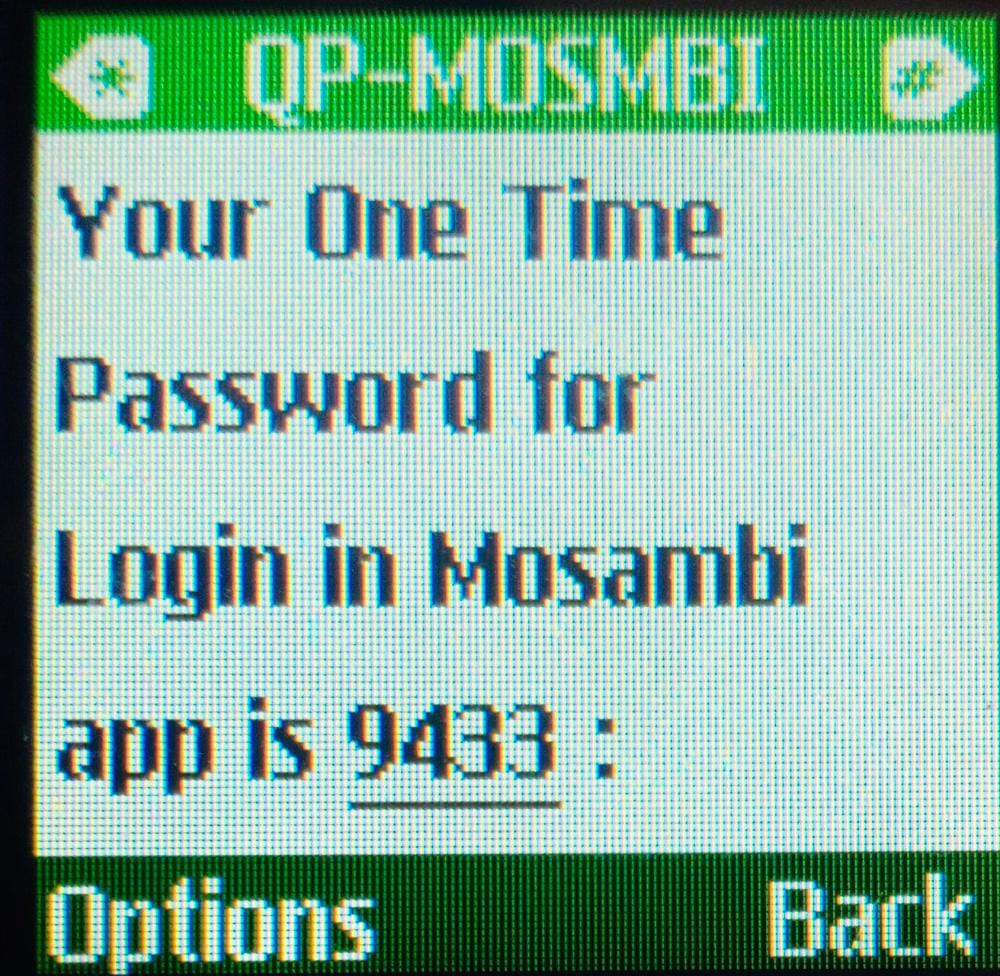 * QP-MOSMBI #
Your One Time
Password for
Login in Mosambi
app is 9433 :
Options Back